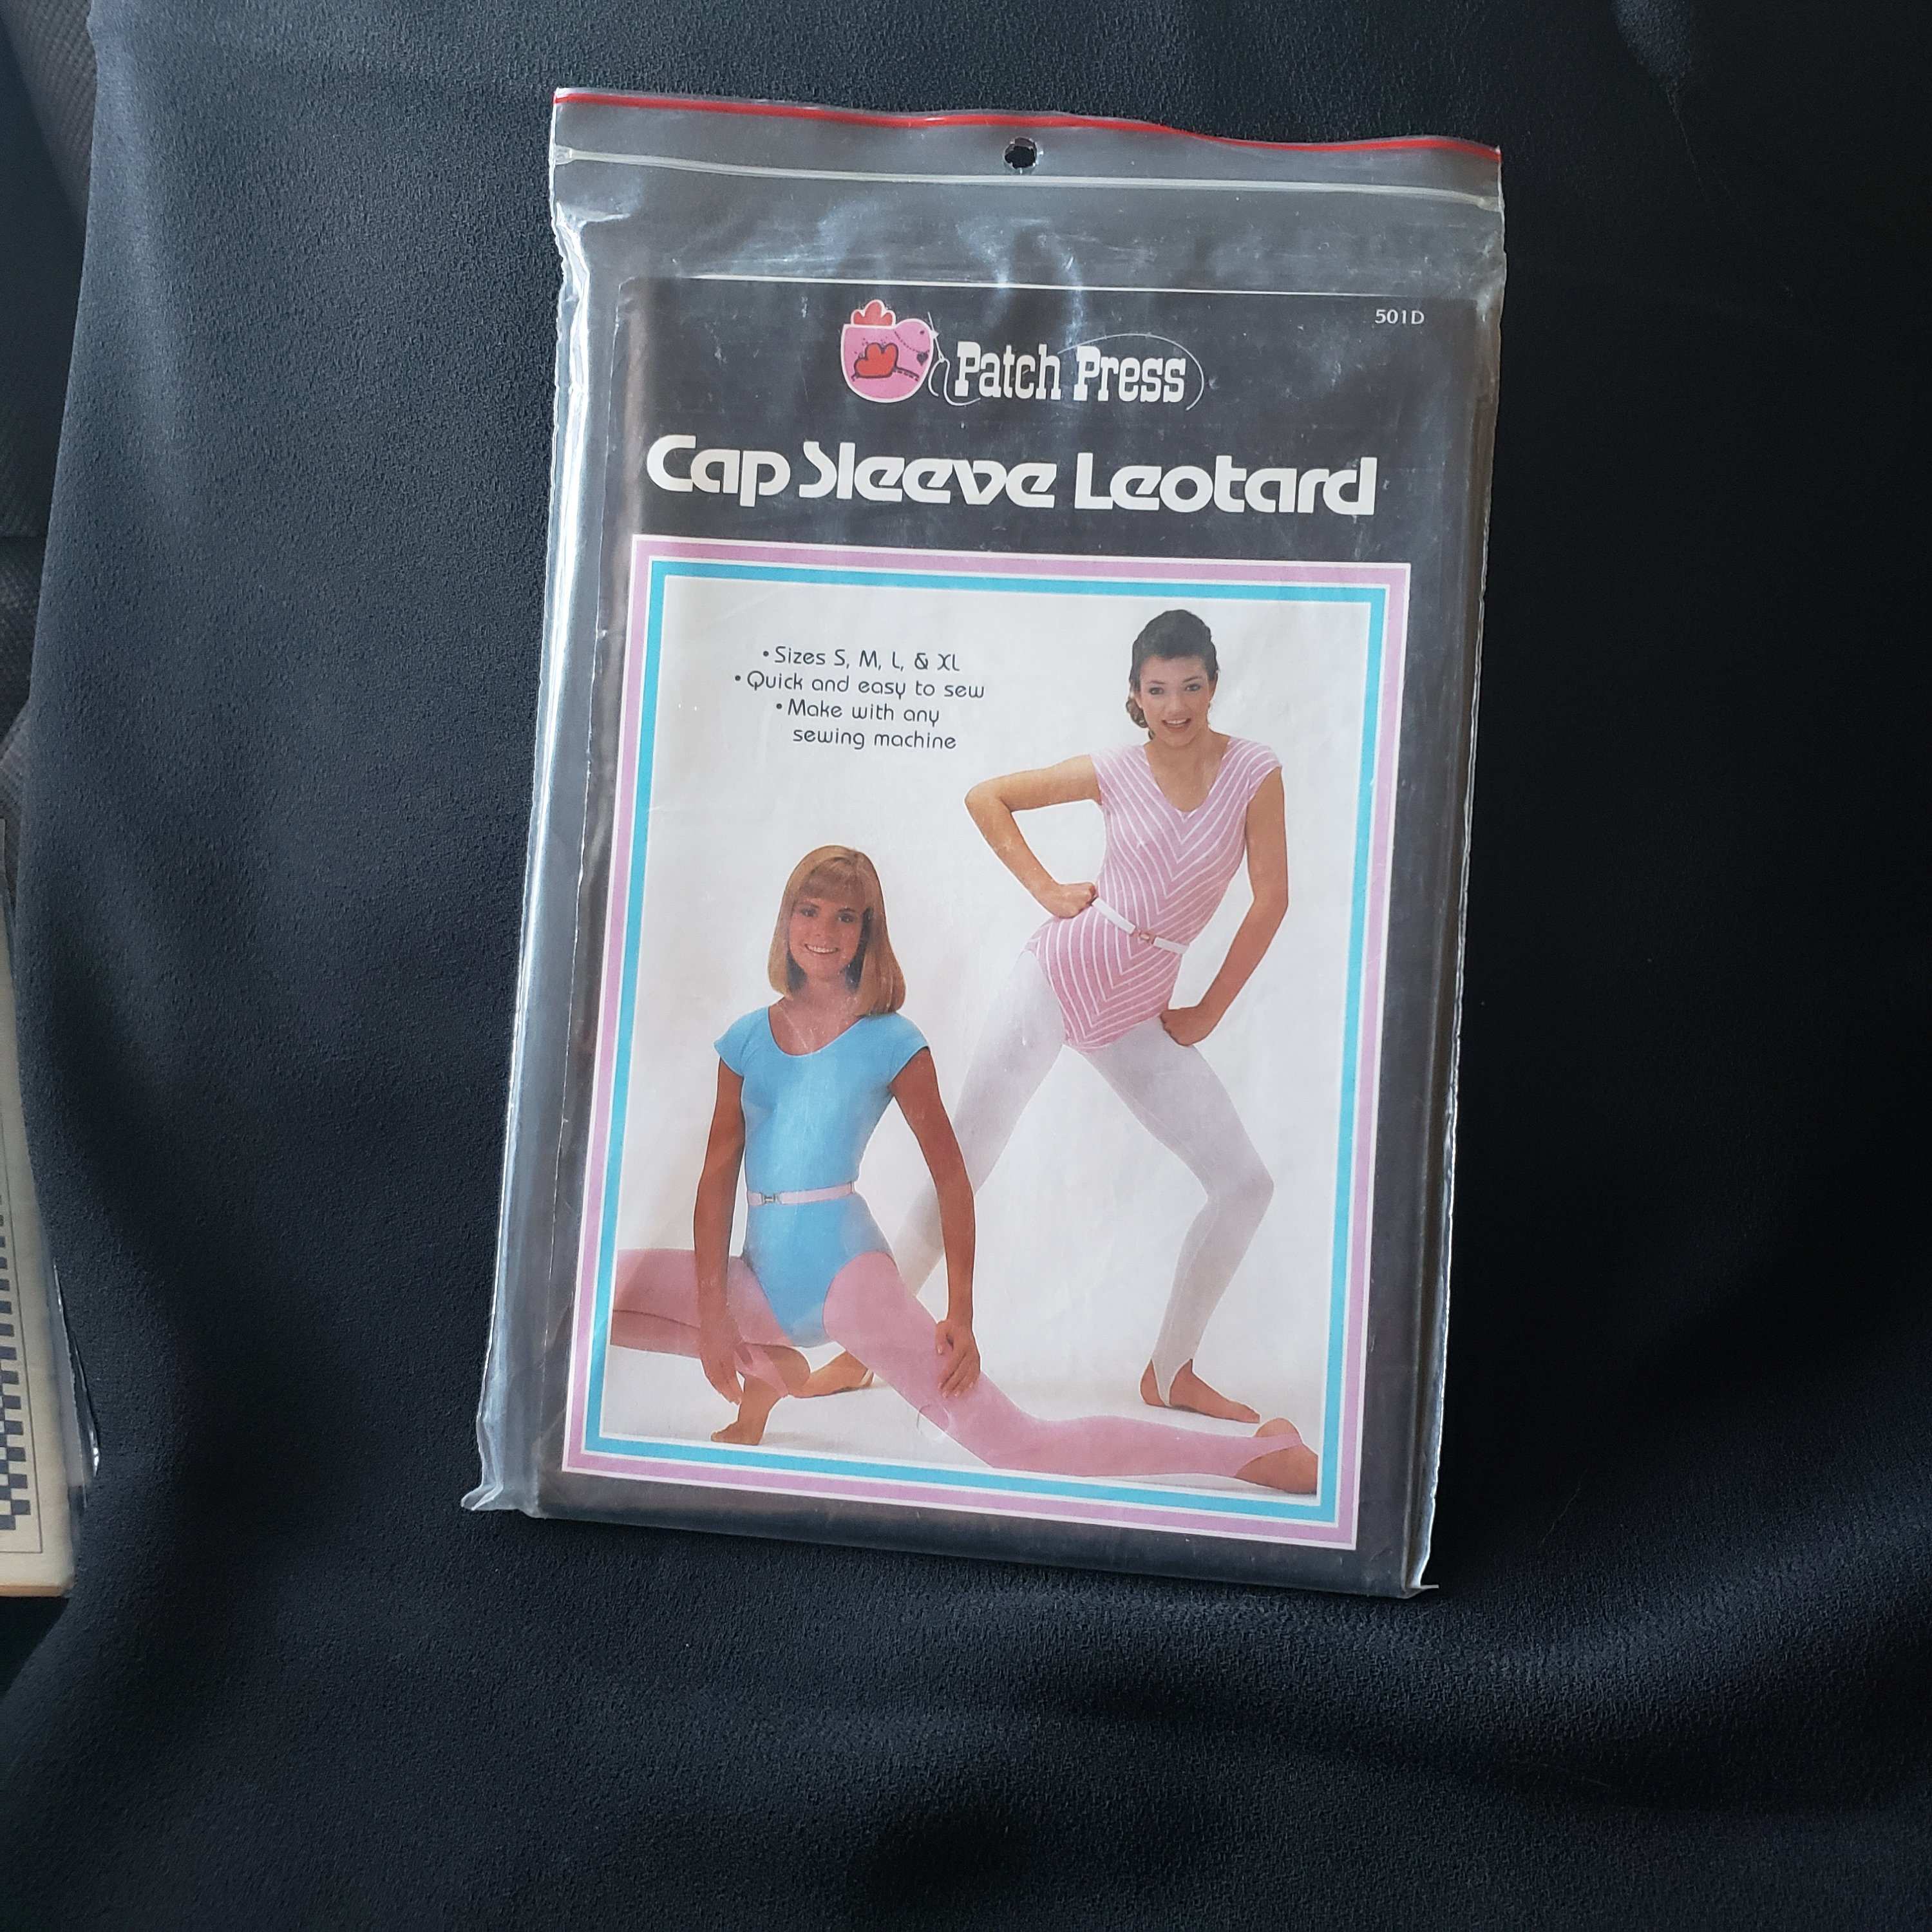 501D
Patch Press
Cap Sleeve Leotard
• Sizes S, M, L, & XL
• Quick and easy to sew
• Make with any
sewing machine